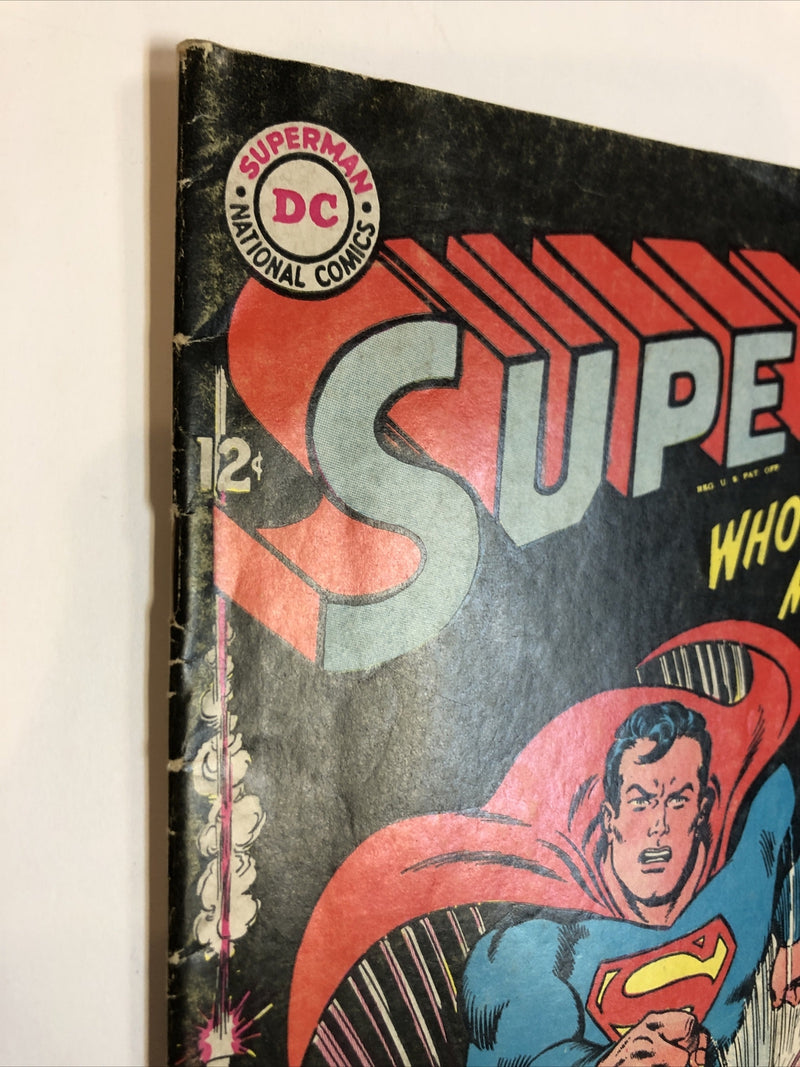 SUPERMAN
DC
• NATIONAL COMICS •
SUPE
12¢
REG U S PAT OFF
WHO